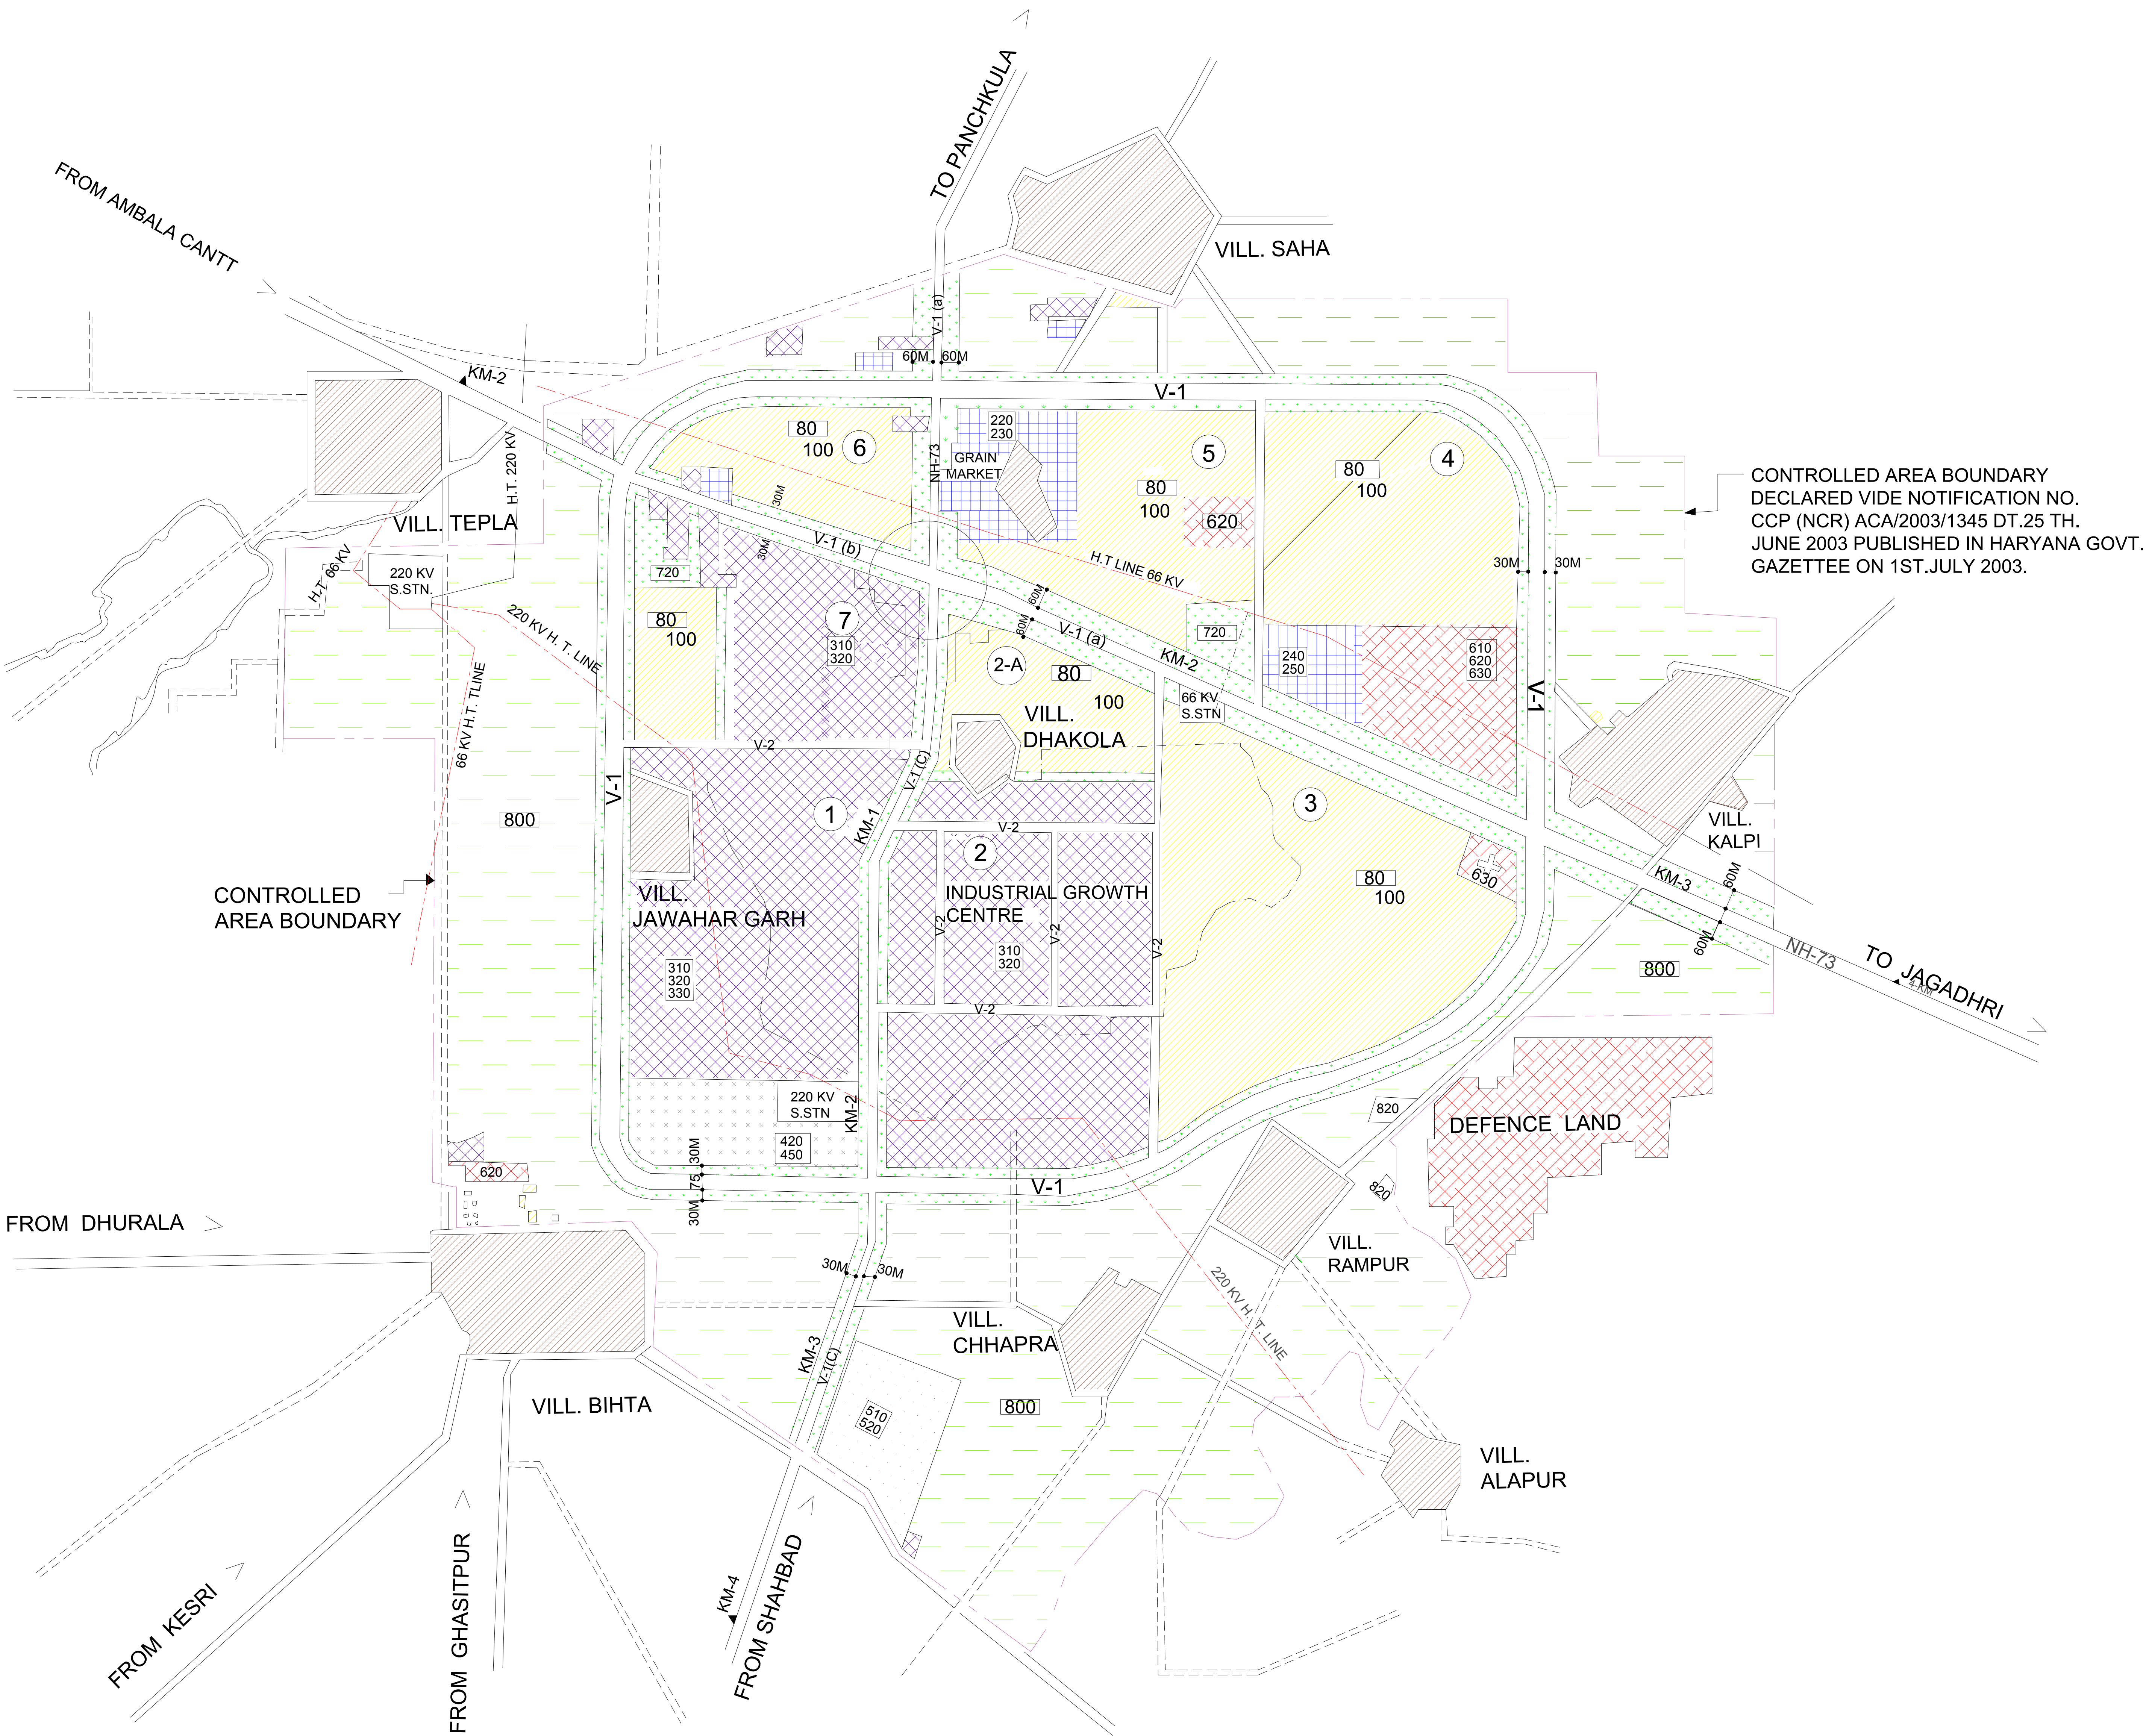 TO PANCHKULA
FROM AMBALA CANTT
VILL. SAHA
V-1 (a)
60M
60M
KM-2
V-1
80
100
6
220
230
GRAIN
MARKET
NH-73
5
80
100
620
4
80
100
CONTROLLED AREA BOUNDARY
DECLARED VIDE NOTIFICATION NO.
CCP (NCR) ACA/2003/1345 DT.25 TH.
JUNE 2003 PUBLISHED IN HARYANA GOVT.
GAZETTEE ON 1ST.JULY 2003.
H.T. 220 KV
VILL. TEPLA
H.T. 66 KV
220 KV
S.STN.
30M
30M
V-1 (b)
H.T LINE 66 KV
30M
30M
720
220 KV H. T. LINE
80
100
7
310
320
60M
60M
V-1 (a)
KM-2
720
240
250
610
620
630
66 KV H.T. TLINE
2-A
80
100
66 KV
S.STN
V-1
VILL.
DHAKOLA
V-2
V-1 (C)
V-1
1
KM-1
3
800
V-2
2
VILL.
KALPI
CONTROLLED
AREA BOUNDARY
VILL.
JAWAHAR GARH
INDUSTRIAL GROWTH
CENTRE
V-2
V-2
V-2
80
100
630
KM-3
60M
60M
NH-73
TO JAGADHRI
4-KM
310
320
330
310
320
800
V-2
220 KV
S.STN
KM-2
420
450
820
DEFENCE LAND
30M
75
30M
V-1
620
820
FROM DHURALA
30M
30M
VILL.
RAMPUR
220 KV H. T. LINE
VILL.
CHHAPRA
KM-3
V-1(C)
VILL. BIHTA
510
520
800
VILL.
ALAPUR
KM-4
FROM SHAHBAD
FROM GHASITPUR
FROM KESRI